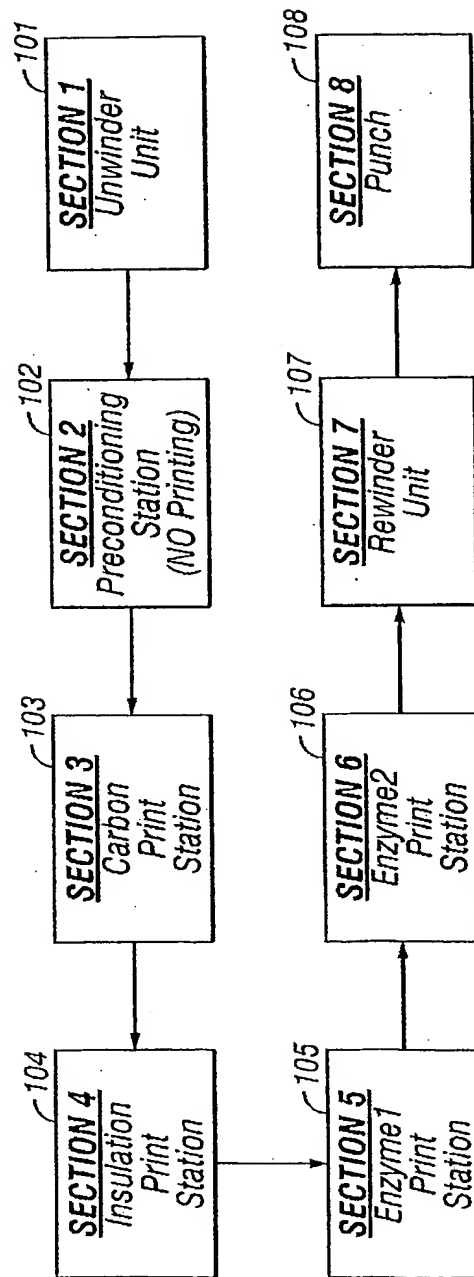 101
SECTION 1
Unwinder
Unit
102
SECTION 2
Preconditioning
Station
(NO Printing)
103
SECTION 3
Carbon
Print
Station
104
SECTION 4
Insulation
Print
Station
105
SECTION 5
Enzyme1
Print
Station
106
SECTION 6
Enzyme2
Print
Station
107
SECTION 7
Rewinder
Unit
108
SECTION 8
Punch